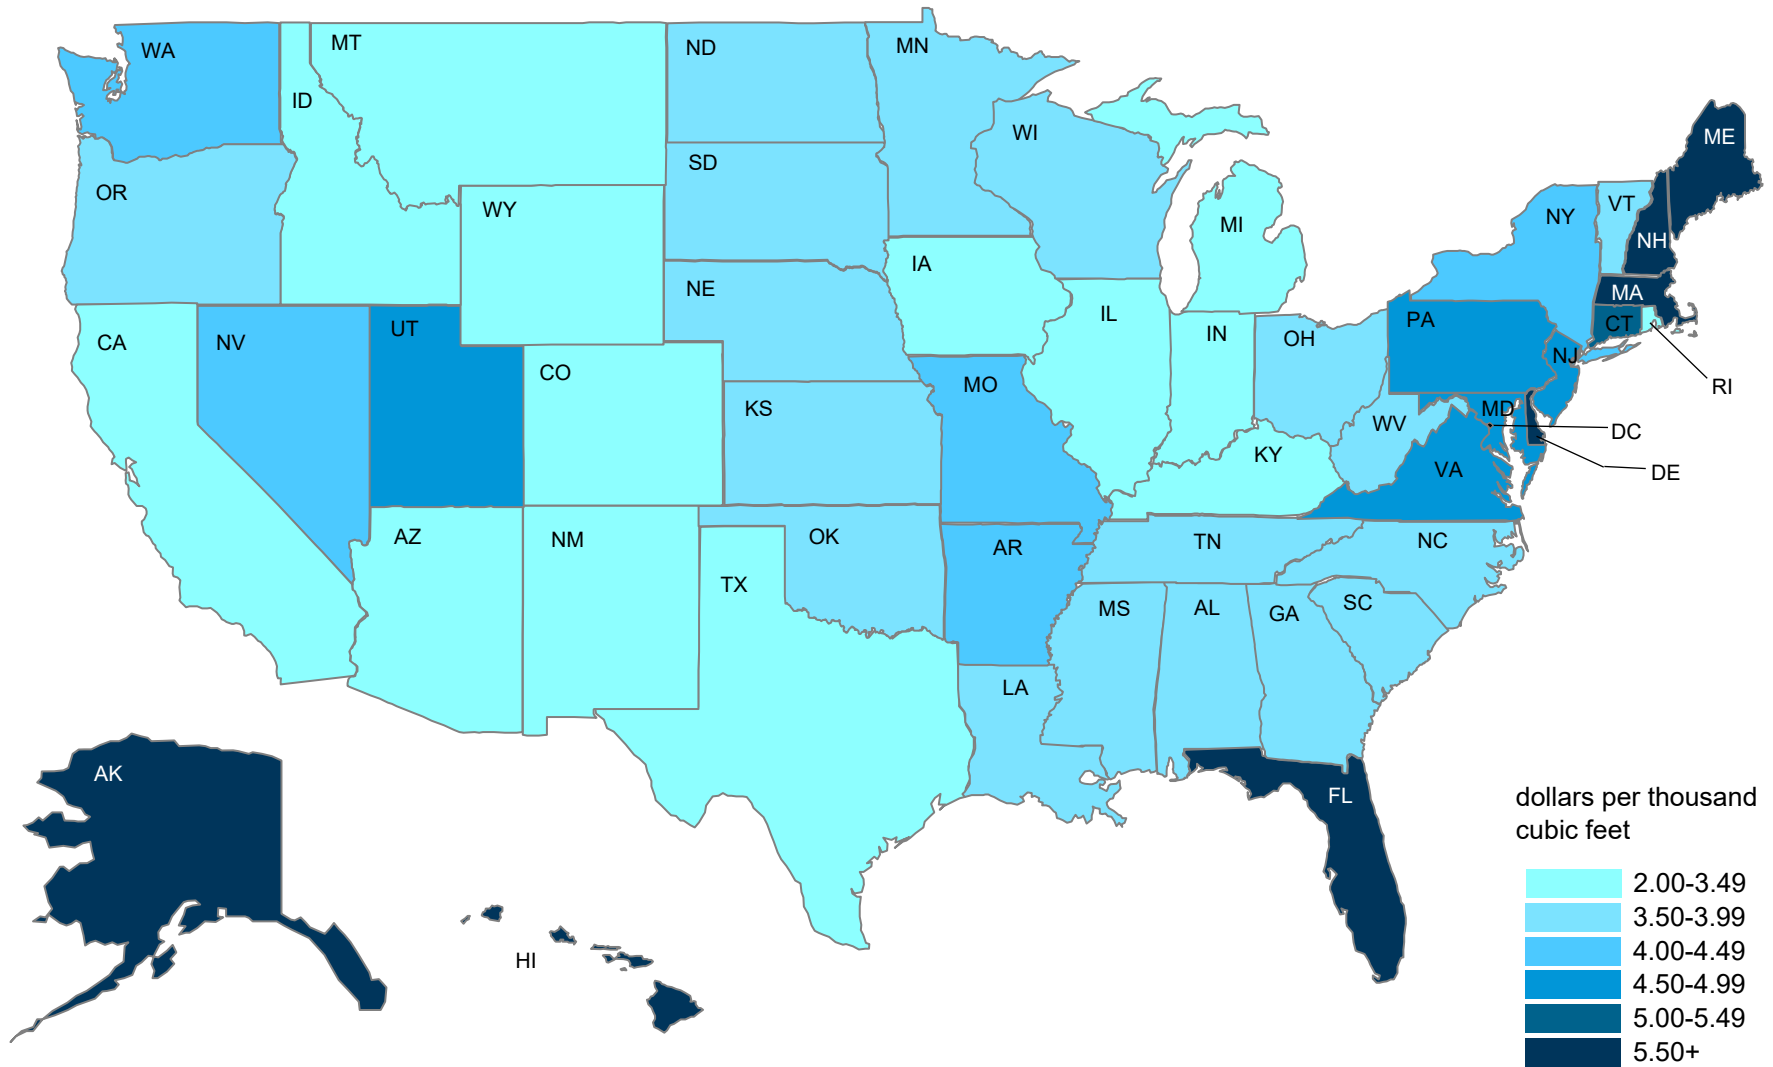 WA
MT
ND
MN
ID
WI
ME
SD
OR
VT
WY
NY
MI
NH
IA
NE
MA
IL
CT
PA
UT
IN
OH
CA
NV
NJ
CO
MO
RI
KS
MD
WV
DC
KY
VA
DE
AZ
NM
OK
AR
TN
NC
TX
MS
AL
GA
SC
LA
AK
FL
HI
dollars per thousand
cubic feet
2.00-3.49
3.50-3.99
4.00-4.49
4.50-4.99
5.00-5.49
5.50+